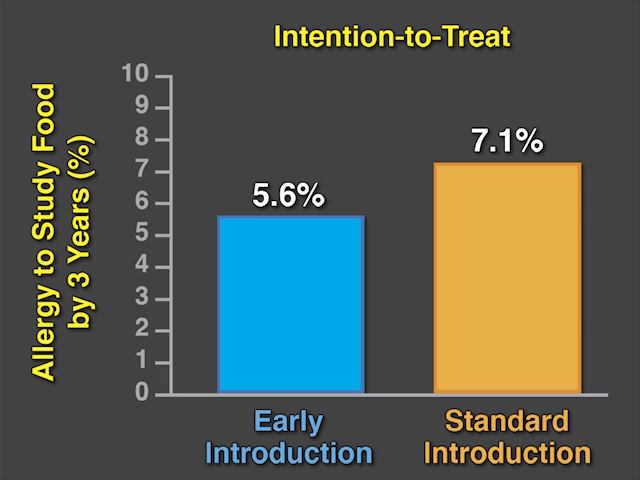 Intention-to-Treat
Allergy to Study Food
by 3 Years (%)
10
9
8
7
6
5
4
3
2
1
0
5.6%
7.1%
Early
Introduction
Standard
Introduction